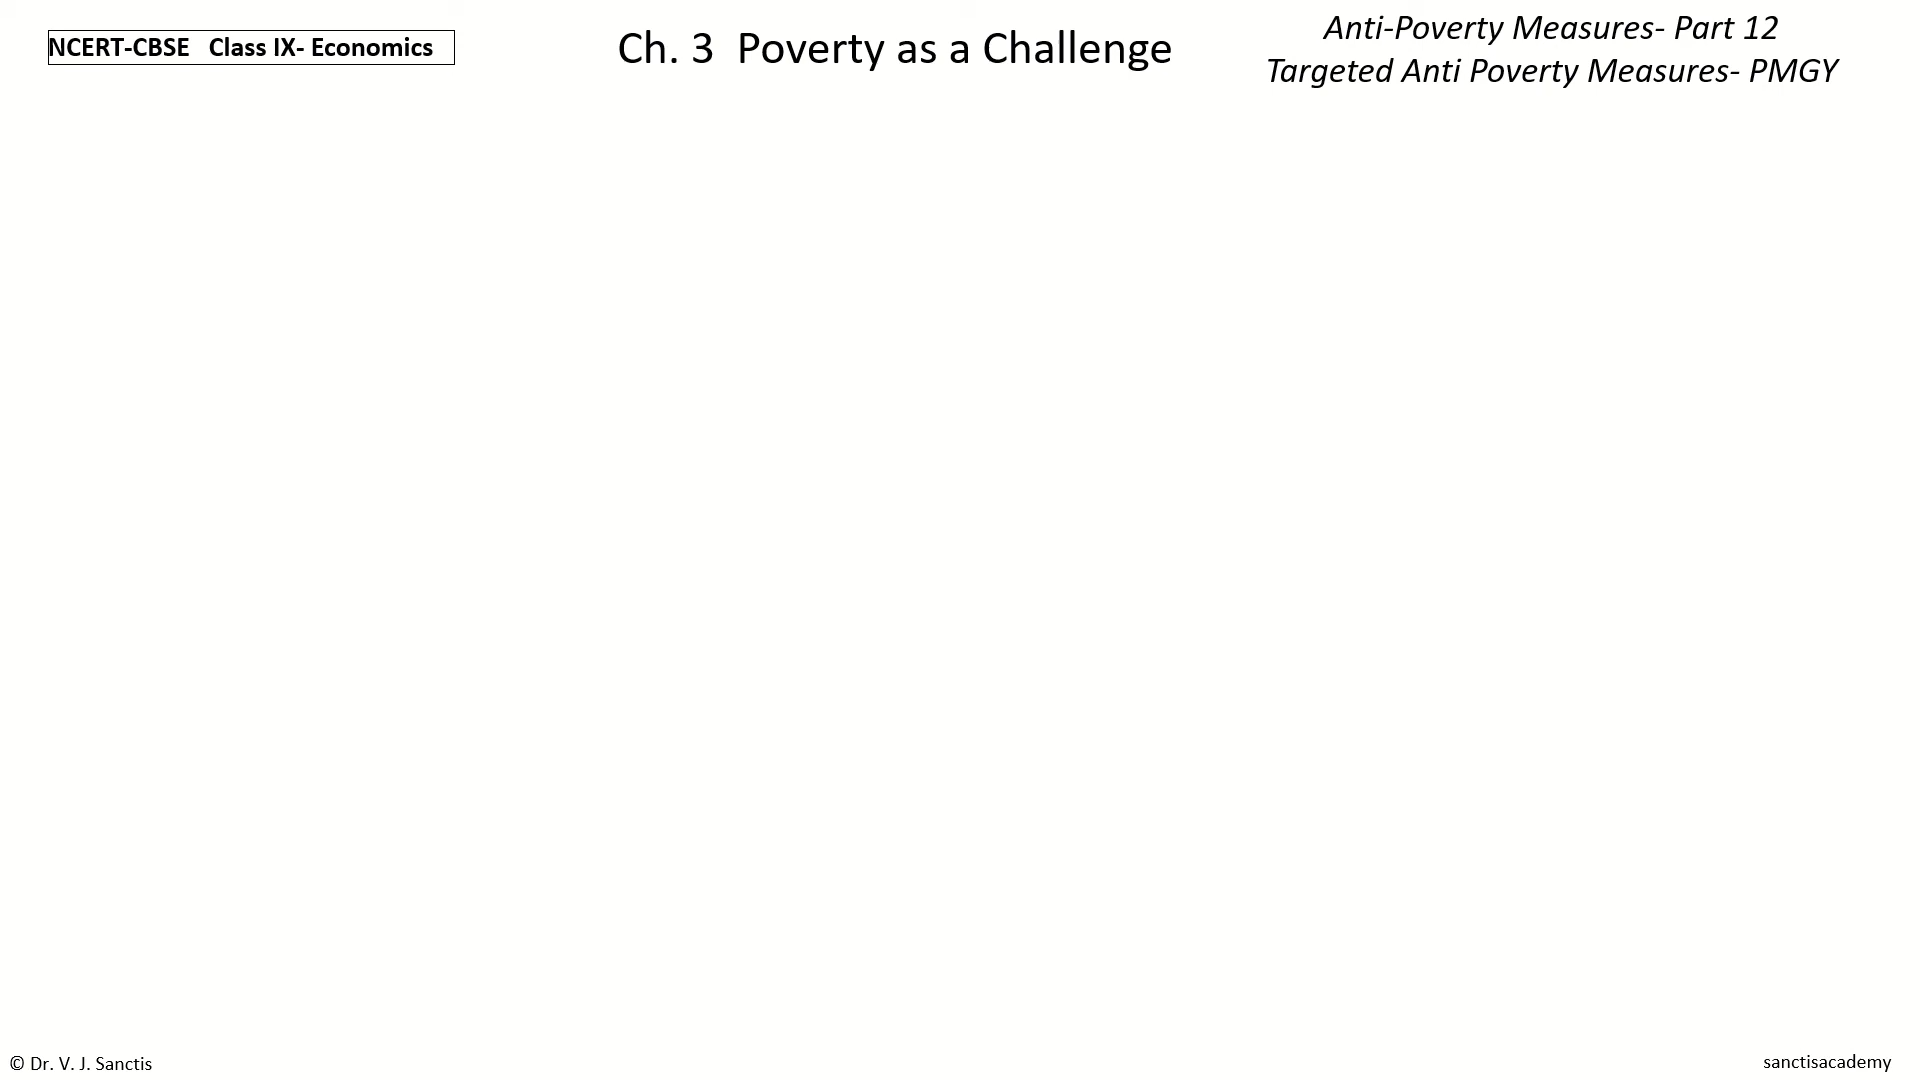 NCERT-CBSE Class IX- Economics
Ch. 3 Poverty as a Challenge
Anti-Poverty Measures- Part 12
Targeted Anti Poverty Measures- PMGY
© Dr. V. J. Sanctis
sanctisacademy